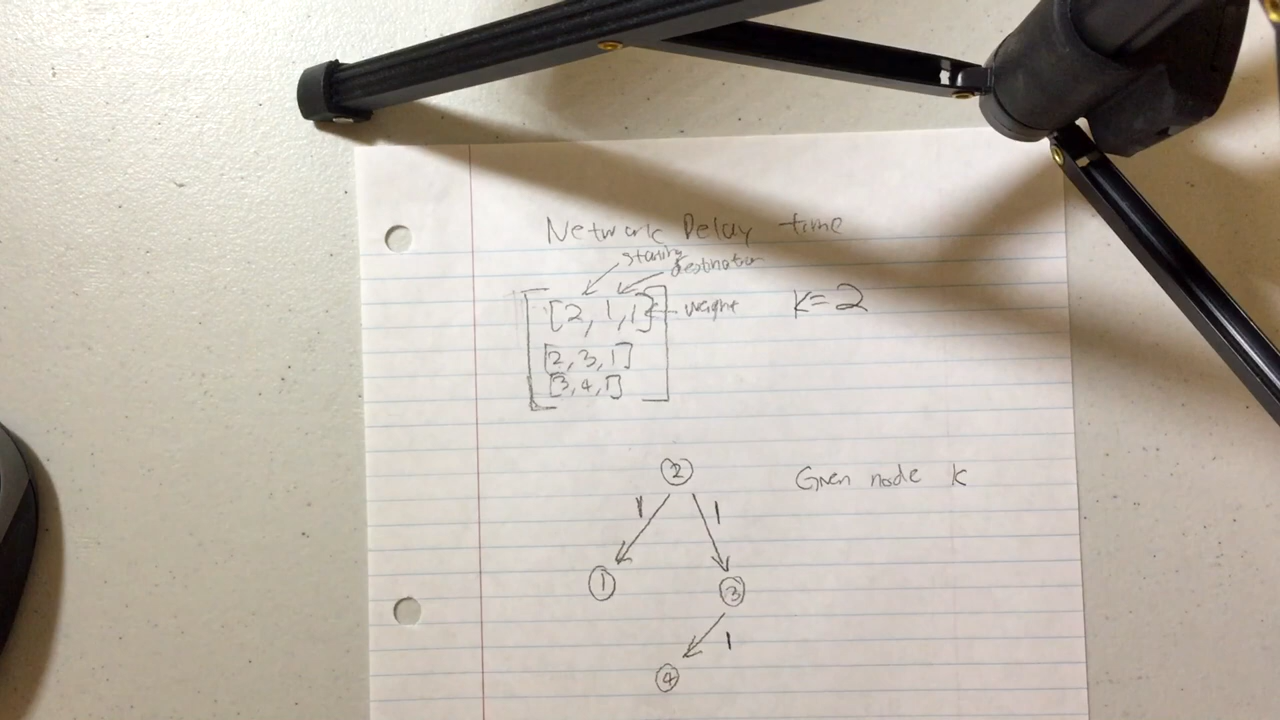 Network Delay time
starting
destination
[2, 1, 1] weight K=2
[2, 3, 1]
[3, 4, 1]
2
Given node K
1 1
1 3
1
4